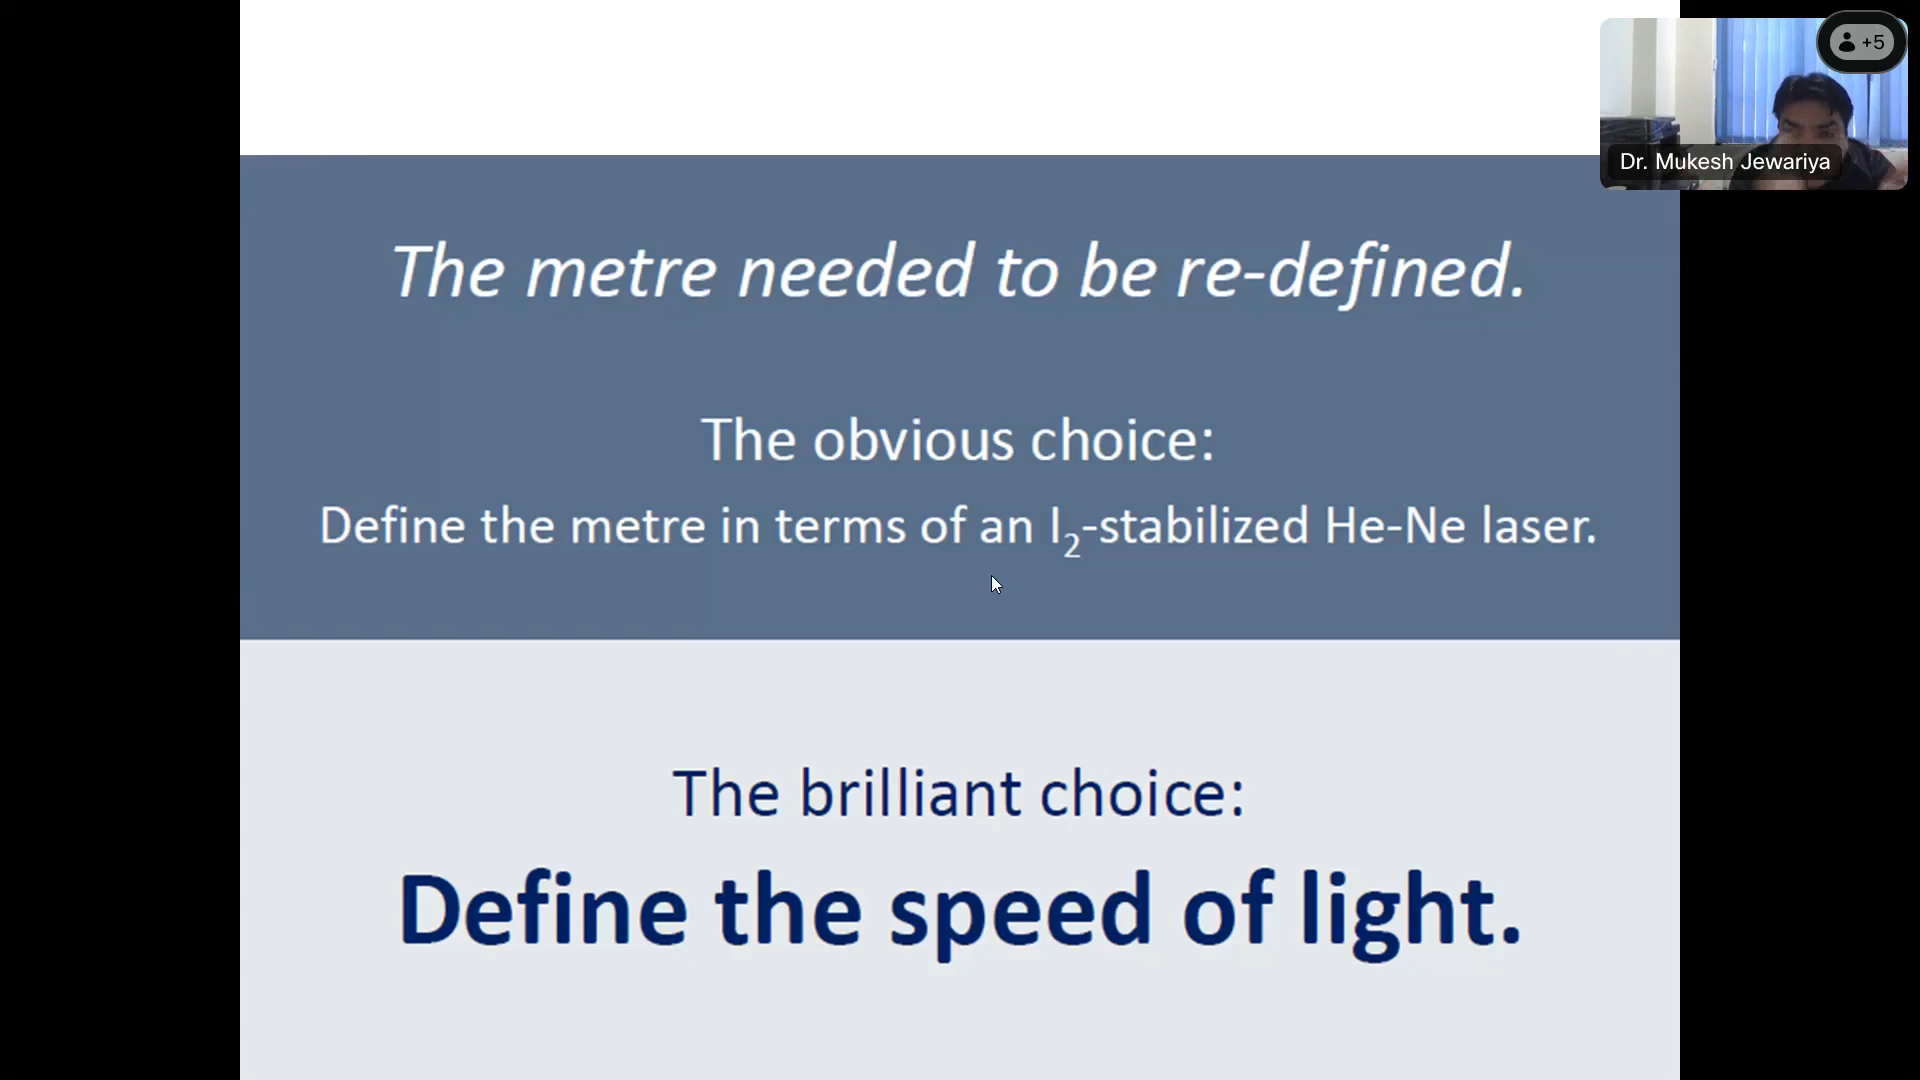 +5
Dr. Mukesh Jewariya
The metre needed to be re-defined.
The obvious choice:
Define the metre in terms of an I₂-stabilized He-Ne laser.
The brilliant choice:
Define the speed of light.